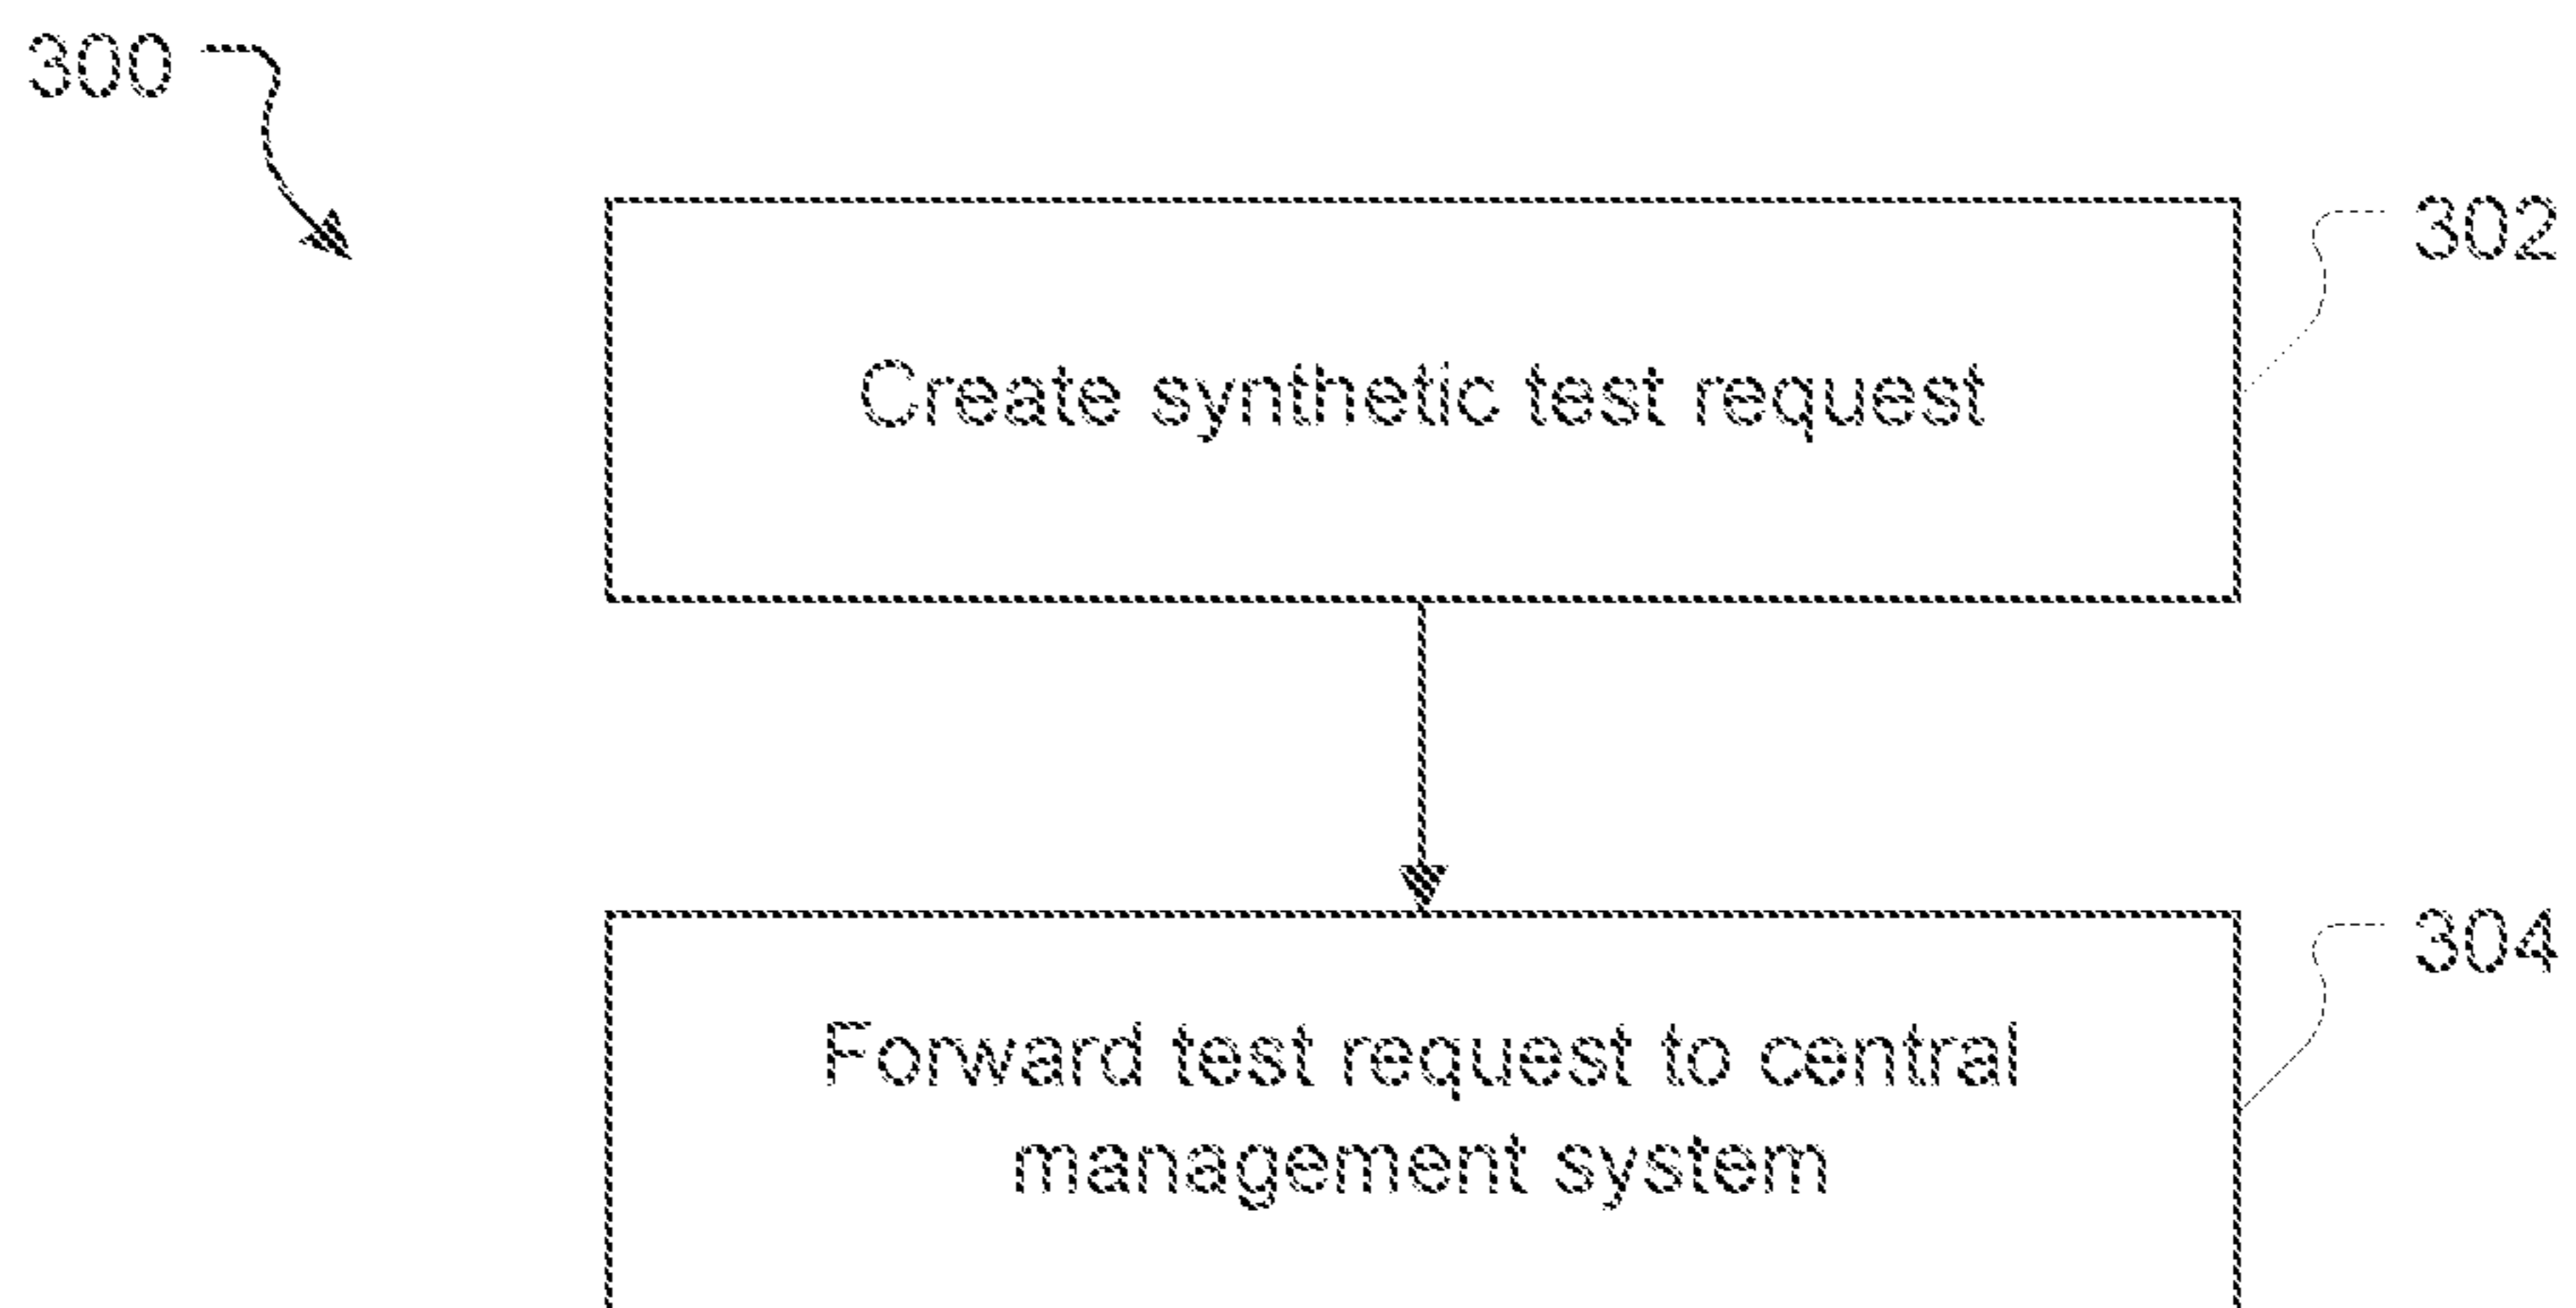 300
302
Create synthetic test request
304
Forward test request to central
management system